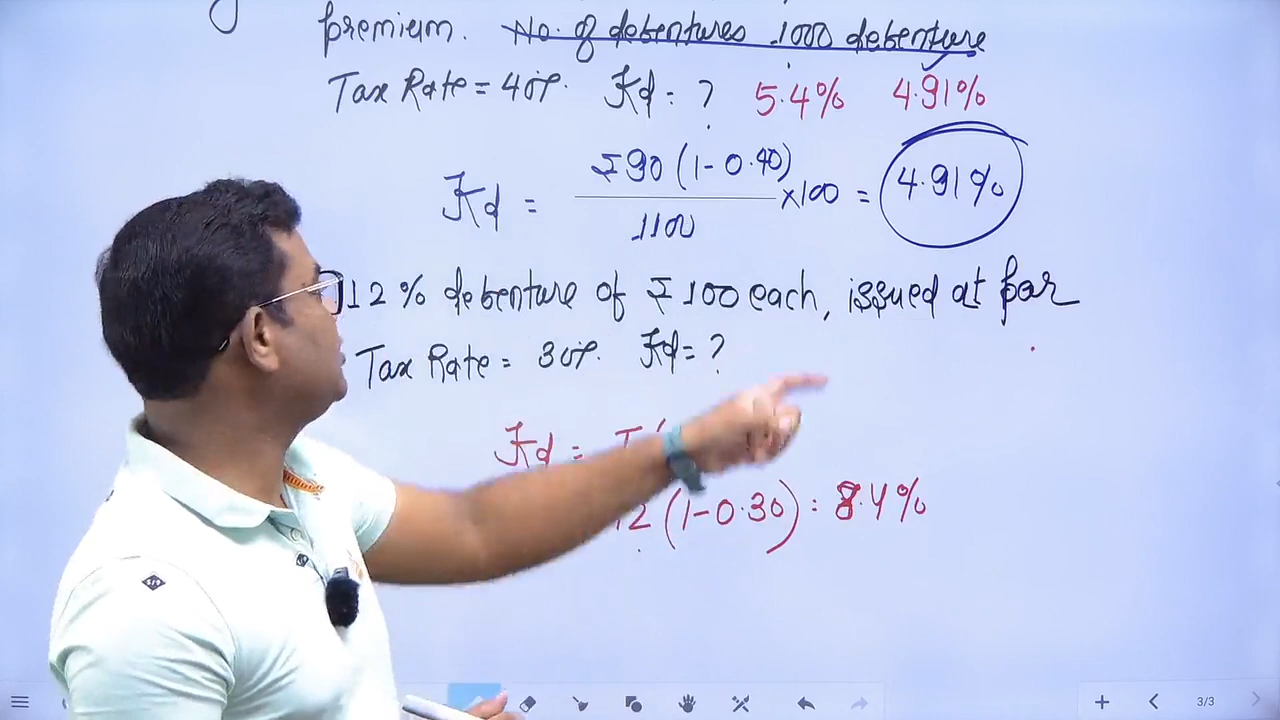 premium. No. of debentures 1000 debenture
Tax Rate = 40%. Kd = ? 5.4% 4.91%
Kd = ₹90 (1-0.40) / 1100 ×100 = 4.91%
12% debenture of ₹100 each, issued at par
Tax Rate = 30%. Kd = ?
Kd = I(
12 (1-0.30) = 8.4%
3/3